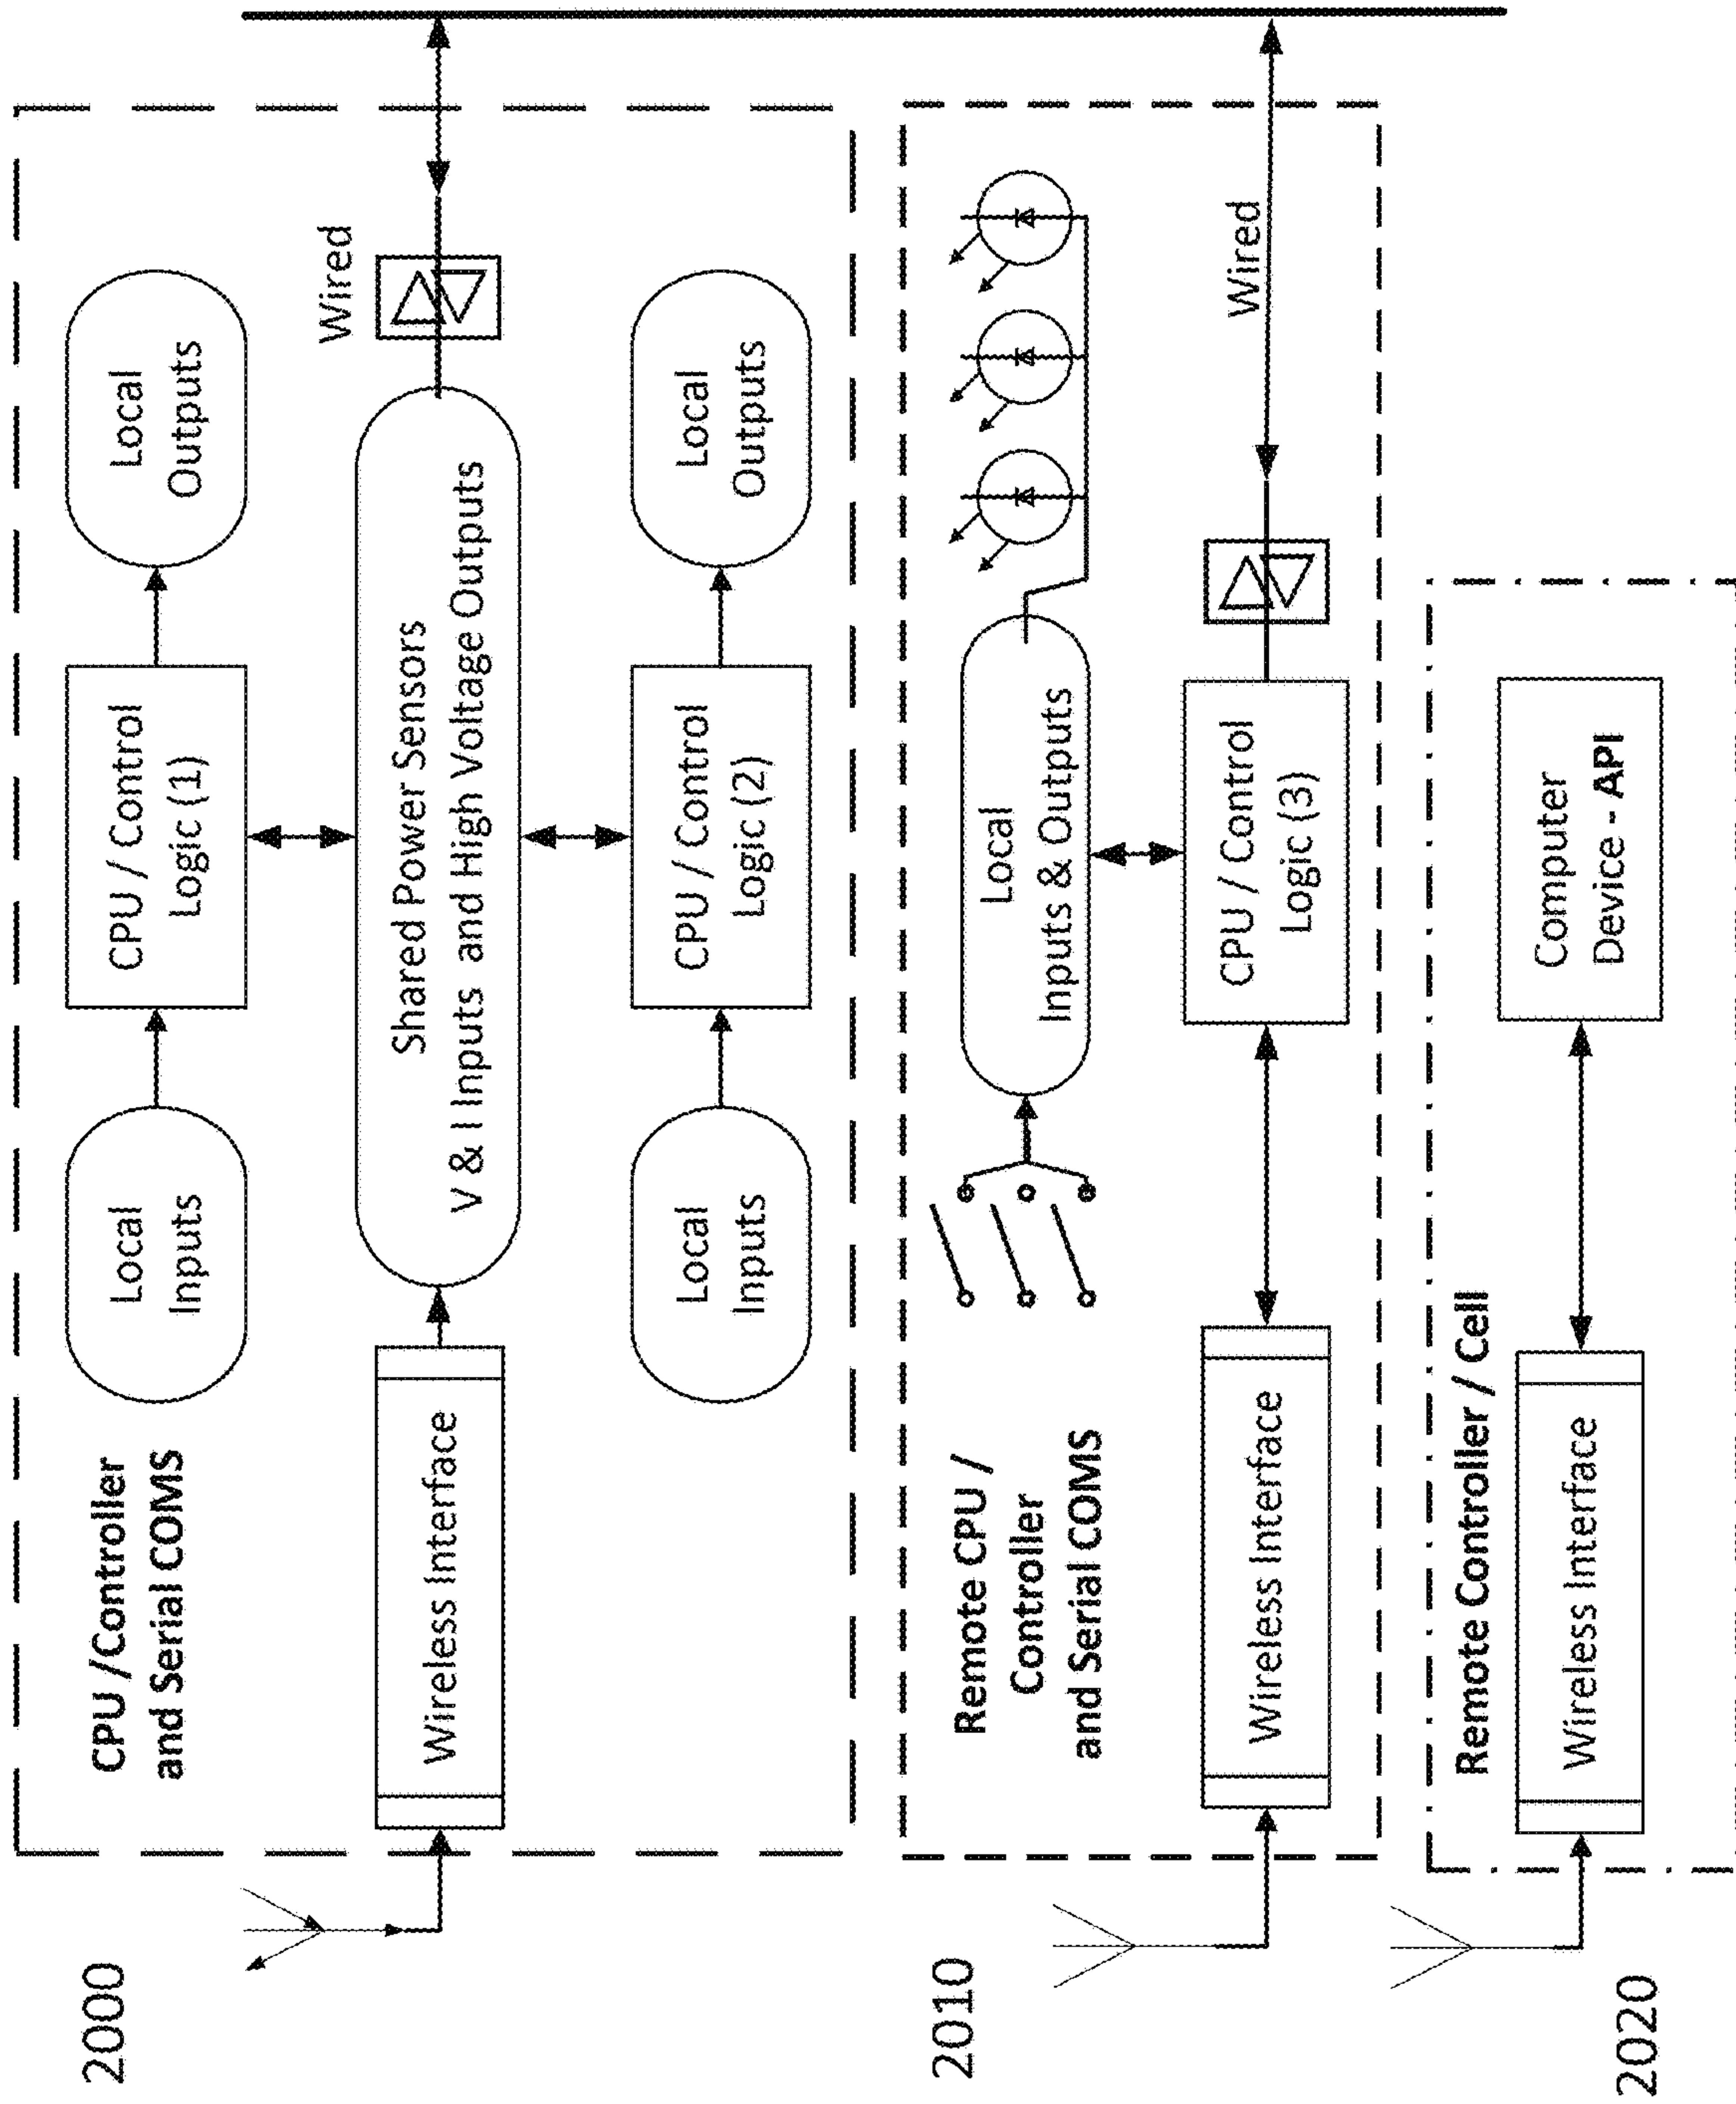 2000
CPU /Controller
and Serial COMS
Local
Inputs
CPU / Control
Logic (1)
Local
Outputs
Wireless Interface
Shared Power Sensors
V & I Inputs and High Voltage Outputs
Wired
Local
Inputs
CPU / Control
Logic (2)
Local
Outputs
2010
Remote CPU /
Controller
and Serial COMS
Local
Inputs & Outputs
Wireless Interface
CPU / Control
Logic (3)
Wired
2020
Remote Controller / Cell
Wireless Interface
Computer
Device - API